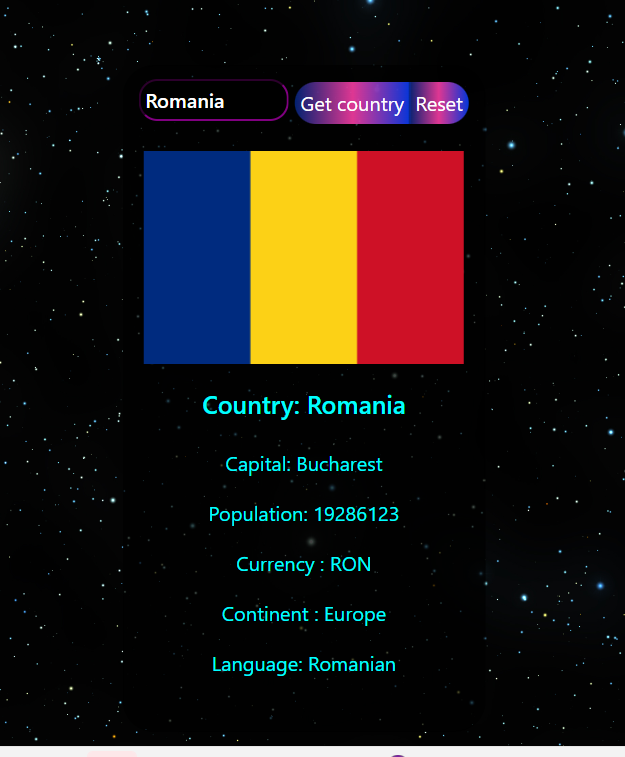 Romania
Get country Reset
Country: Romania
Capital: Bucharest
Population: 19286123
Currency : RON
Continent : Europe
Language: Romanian